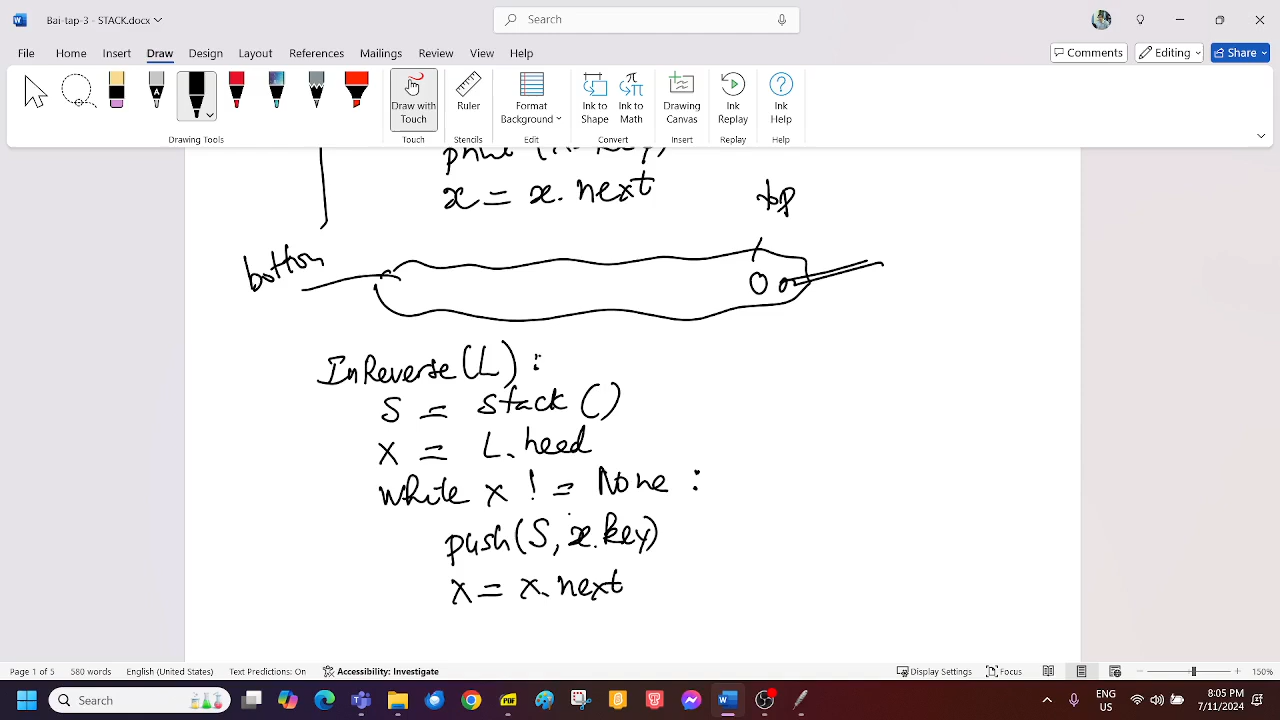 Bai-tap-3 - STACK.docx
Search
File Home Insert Draw Design Layout References Mailings Review View Help
Comments Editing Share
Draw with Touch
Ruler
Format Background
Ink to Shape
Ink to Math
Drawing Canvas
Ink Replay
Ink Help
Drawing Tools Touch Stencils Edit Convert Insert Replay Help
x = x. next
top
bottom
InReverse(L) :
S = stack ()
x = L. head
while x != None :
push(S, x.key)
x = x. next
Page 1 of 5 580 words English (United States) Text Predictions: On Accessibility: Investigate Display Settings Focus 150%
Search
PDF
ENG
US
8:05 PM
7/11/2024